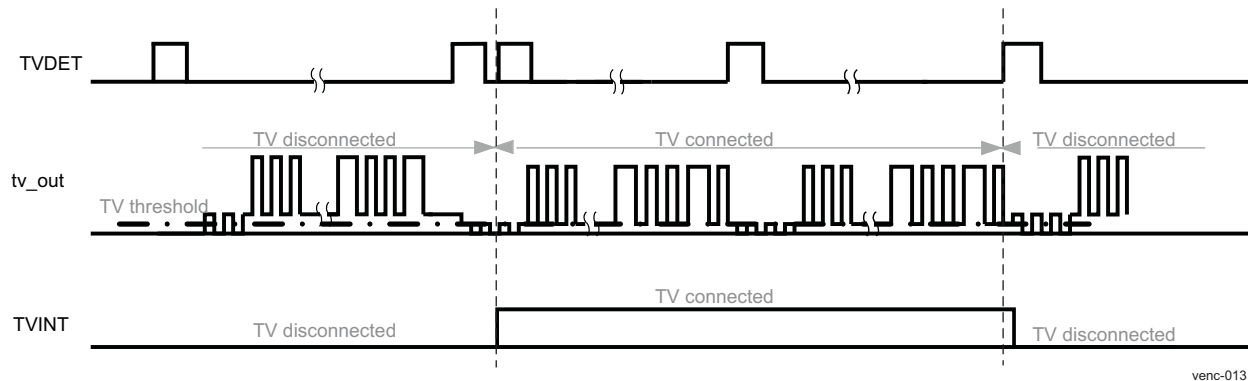 TVDET
TV disconnected TV connected TV disconnected
tv_out
TV threshold
TV connected
TVINT
TV disconnected TV disconnected
venc-013